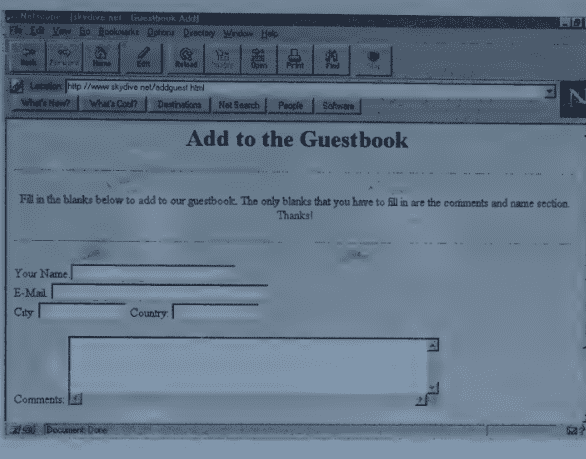 Netscape - [skydive.net - Guestbook Add]
File Edit View Go Bookmarks Options Directory Window Help
Back Forward Home Edit Reload Open Print Find
Location: http://www.skydive.net/addguest.html
What's New? What's Cool? Destinations Net Search People Software
N
Add to the Guestbook
Fill in the blanks below to add to our guestbook. The only blanks that you have to fill in are the comments and name section.
Thanks!
Your Name:
E-Mail:
City: Country:
Comments:
Document: Done